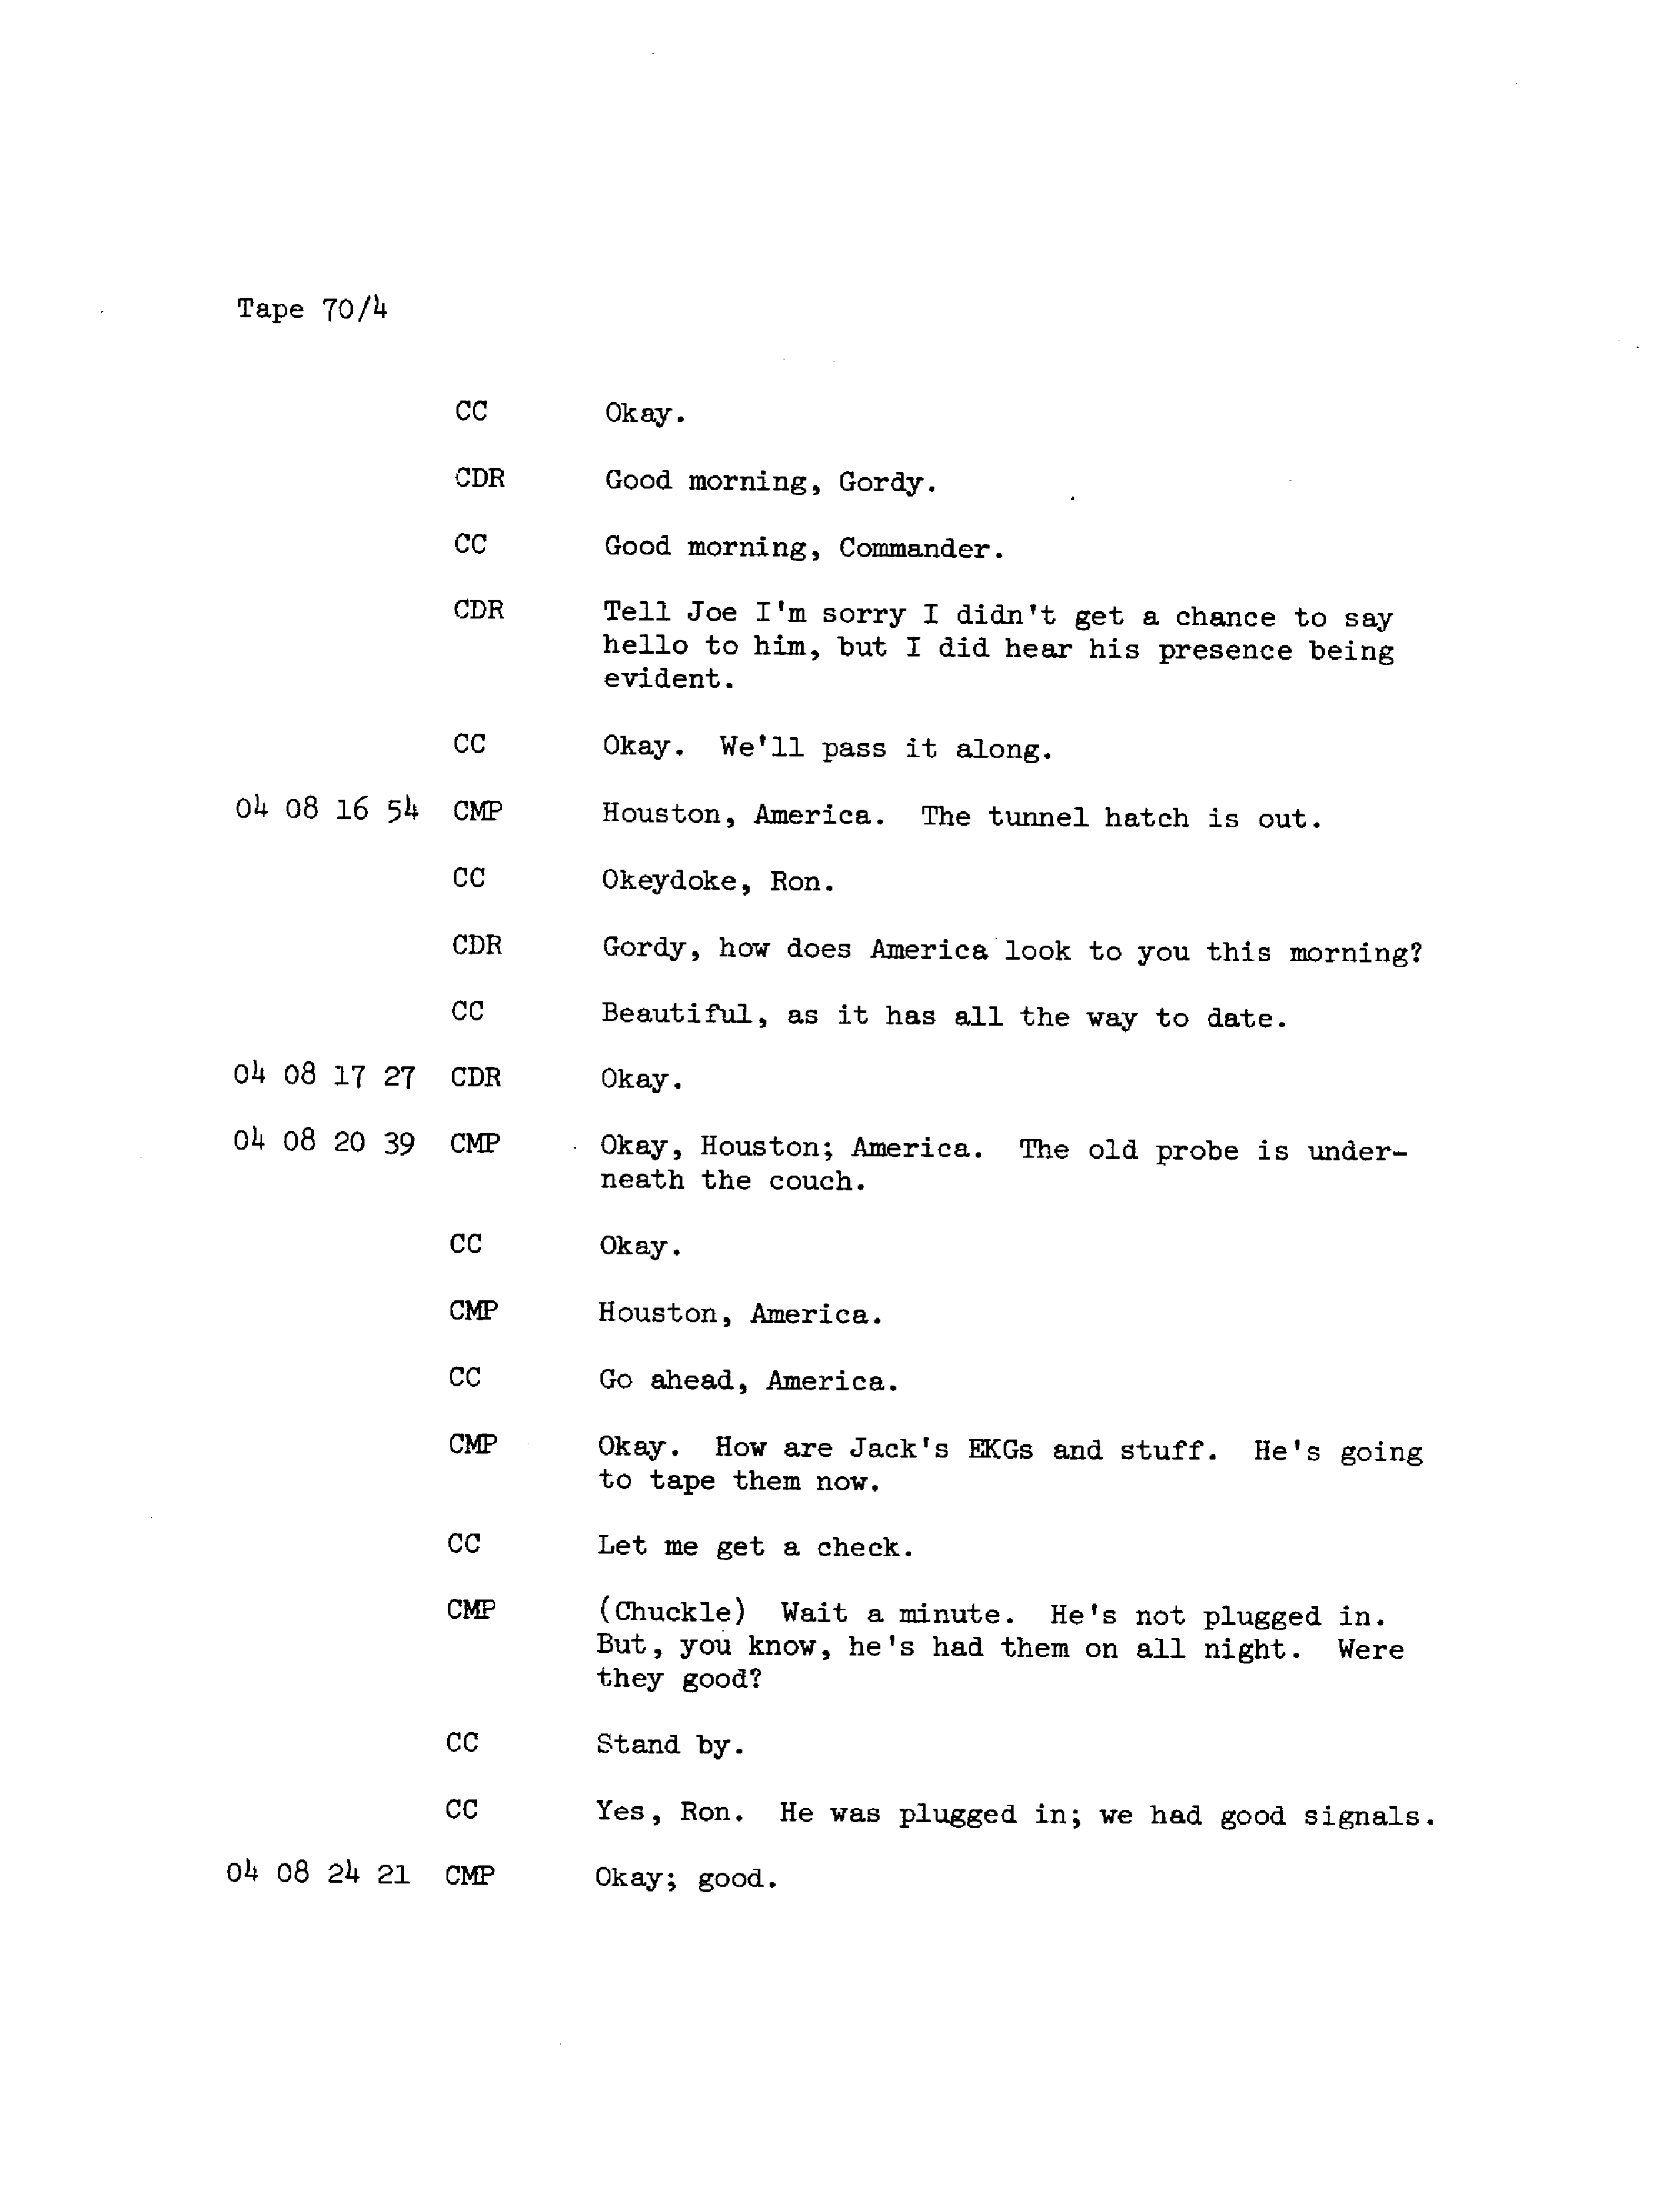 Tape 70/4
CC Okay.
CDR Good morning, Gordy.
CC Good morning, Commander.
CDR Tell Joe I'm sorry I didn't get a chance to say
hello to him, but I did hear his presence being
evident.
CC Okay. We'll pass it along.
04 08 16 54 CMP Houston, America. The tunnel hatch is out.
CC Okeydoke, Ron.
CDR Gordy, how does America look to you this morning?
CC Beautiful, as it has all the way to date.
04 08 17 27 CDR Okay.
04 08 20 39 CMP Okay, Houston; America. The old probe is under-
neath the couch.
CC Okay.
CMP Houston, America.
CC Go ahead, America.
CMP Okay. How are Jack's EKGs and stuff. He's going
to tape them now.
CC Let me get a check.
CMP (Chuckle) Wait a minute. He's not plugged in.
But, you know, he's had them on all night. Were
they good?
CC Stand by.
CC Yes, Ron. He was plugged in; we had good signals.
04 08 24 21 CMP Okay; good.